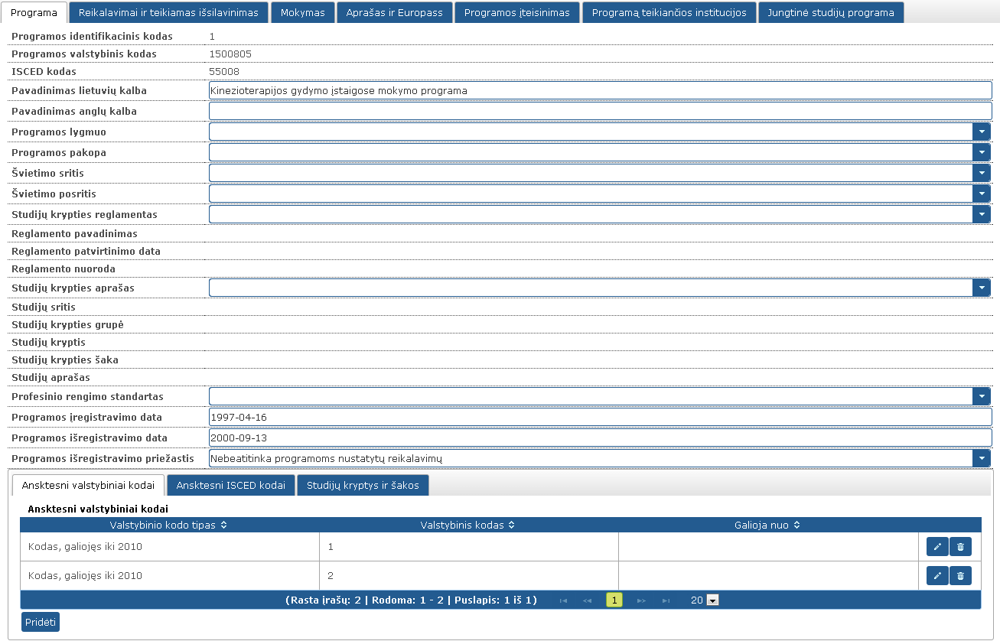 Programa Reikalavimai ir teikiamas išsilavinimas Mokymas Aprašas ir Europass Programos įteisinimas Programą teikiančios institucijos Jungtinė studijų programa
Programos identifikacinis kodas 1
Programos valstybinis kodas 1500805
ISCED kodas 55008
Pavadinimas lietuvių kalba Kinezioterapijos gydymo įstaigose mokymo programa
Pavadinimas anglų kalba
Programos lygmuo
Programos pakopa
Švietimo sritis
Švietimo posritis
Studijų krypties reglamentas
Reglamento pavadinimas
Reglamento patvirtinimo data
Reglamento nuoroda
Studijų krypties aprašas
Studijų sritis
Studijų krypties grupė
Studijų kryptis
Studijų krypties šaka
Studijų aprašas
Profesinio rengimo standartas
Programos įregistravimo data 1997-04-16
Programos išregistravimo data 2000-09-13
Programos išregistravimo priežastis Nebeatitinka programoms nustatytų reikalavimų
Ansktesni valstybiniai kodai Ansktesni ISCED kodai Studijų kryptys ir šakos
Ansktesni valstybiniai kodai
Valstybinio kodo tipas Valstybinis kodas Galioja nuo
Kodas, galiojęs iki 2010 1
Kodas, galiojęs iki 2010 2
(Rasta įrašų: 2 | Rodoma: 1 - 2 | Puslapis: 1 iš 1) 1 20
Pridėti